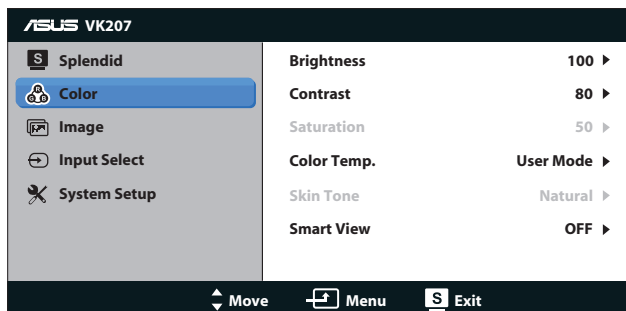 ASUS VK207
S Splendid
R G B Color
Image
Input Select
System Setup
Brightness 100
Contrast 80
Saturation 50
Color Temp. User Mode
Skin Tone Natural
Smart View OFF
Move Menu S Exit